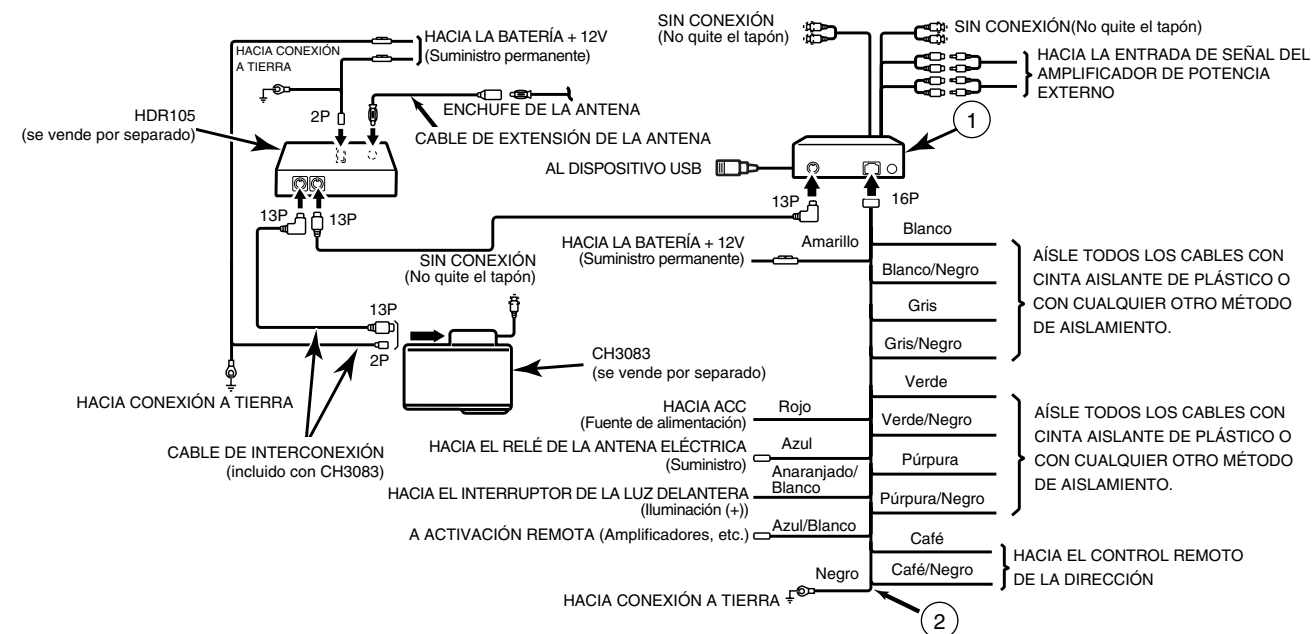 HACIA LA BATERÍA + 12V
(Suministro permanente)
HACIA CONEXIÓN
A TIERRA
2P
ENCHUFE DE LA ANTENA
CABLE DE EXTENSIÓN DE LA ANTENA
HDR105
(se vende por separado)
13P
13P
SIN CONEXIÓN
(No quite el tapón)
13P
2P
CH3083
(se vende por separado)
HACIA CONEXIÓN A TIERRA
CABLE DE INTERCONEXIÓN
(incluido con CH3083)
SIN CONEXIÓN
(No quite el tapón)
SIN CONEXIÓN(No quite el tapón)
HACIA LA ENTRADA DE SEÑAL DEL
AMPLIFICADOR DE POTENCIA
EXTERNO
1
AL DISPOSITIVO USB
13P
16P
HACIA LA BATERÍA + 12V
(Suministro permanente)
Amarillo
HACIA ACC
(Fuente de alimentación)
Rojo
HACIA EL RELÉ DE LA ANTENA ELÉCTRICA
(Suministro)
Azul
HACIA EL INTERRUPTOR DE LA LUZ DELANTERA
(Iluminación (+))
Anaranjado/
Blanco
A ACTIVACIÓN REMOTA (Amplificadores, etc.)
Azul/Blanco
HACIA CONEXIÓN A TIERRA
Negro
Blanco
Blanco/Negro
Gris
Gris/Negro
AÍSLE TODOS LOS CABLES CON
CINTA AISLANTE DE PLÁSTICO O
CON CUALQUIER OTRO MÉTODO
DE AISLAMIENTO.
Verde
Verde/Negro
Púrpura
Púrpura/Negro
AÍSLE TODOS LOS CABLES CON
CINTA AISLANTE DE PLÁSTICO O
CON CUALQUIER OTRO MÉTODO
DE AISLAMIENTO.
Café
Café/Negro
HACIA EL CONTROL REMOTO
DE LA DIRECCIÓN
2